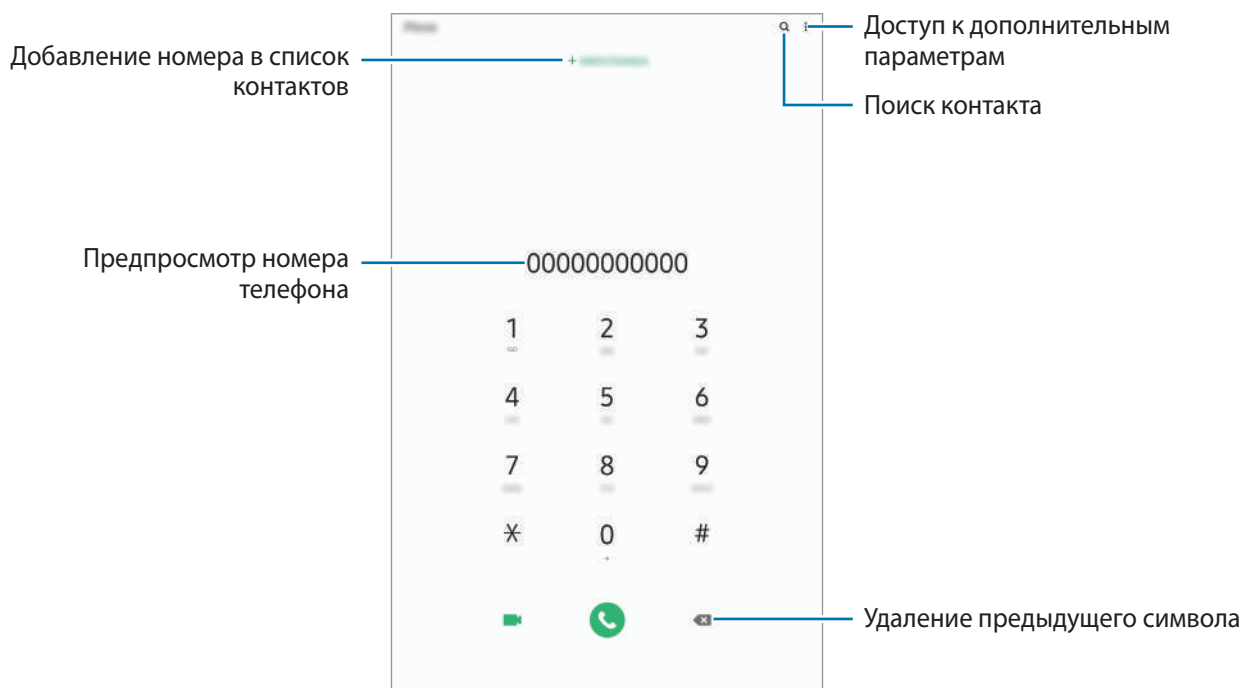 Доступ к дополнительным
параметрам
Добавление номера в список
контактов
Поиск контакта
Предпросмотр номера
телефона
00000000000
1 2 3
4 5 6
7 8 9
* 0 #
+
Удаление предыдущего символа